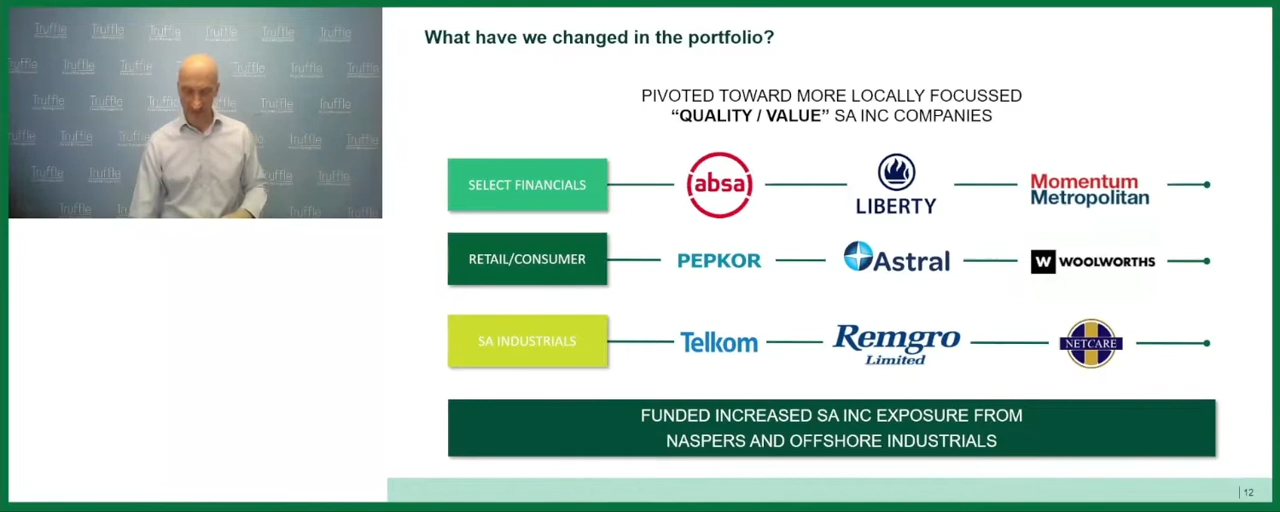 Truffle
What have we changed in the portfolio?
PIVOTED TOWARD MORE LOCALLY FOCUSSED
“QUALITY / VALUE” SA INC COMPANIES
SELECT FINANCIALS
absa
LIBERTY
Momentum
Metropolitan
RETAIL/CONSUMER
PEPKOR
Astral
W WOOLWORTHS
SA INDUSTRIALS
Telkom
Remgro
Limited
NETCARE
FUNDED INCREASED SA INC EXPOSURE FROM
NASPERS AND OFFSHORE INDUSTRIALS
12